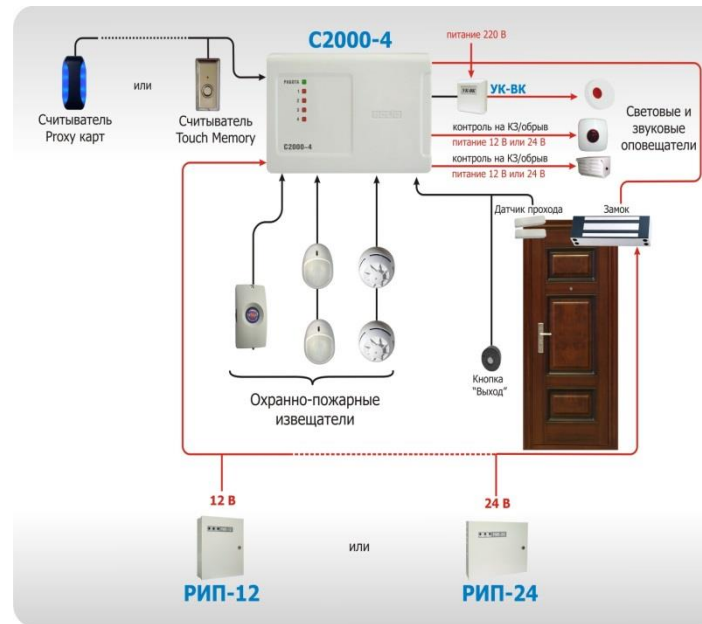 С2000-4
питание 220 В
УК-ВК
или
Считыватель
Proxy карт
Считыватель
Touch Memory
РАБОТА
1
2
3
4
С2000-4
контроль на КЗ/обрыв
питание 12 В или 24 В
контроль на КЗ/обрыв
питание 12 В или 24 В
Световые и
звуковые
оповещатели
Датчик прохода
Замок
Кнопка
"Выход"
Охранно-пожарные
извещатели
12 В
24 В
или
РИП-12
РИП-24